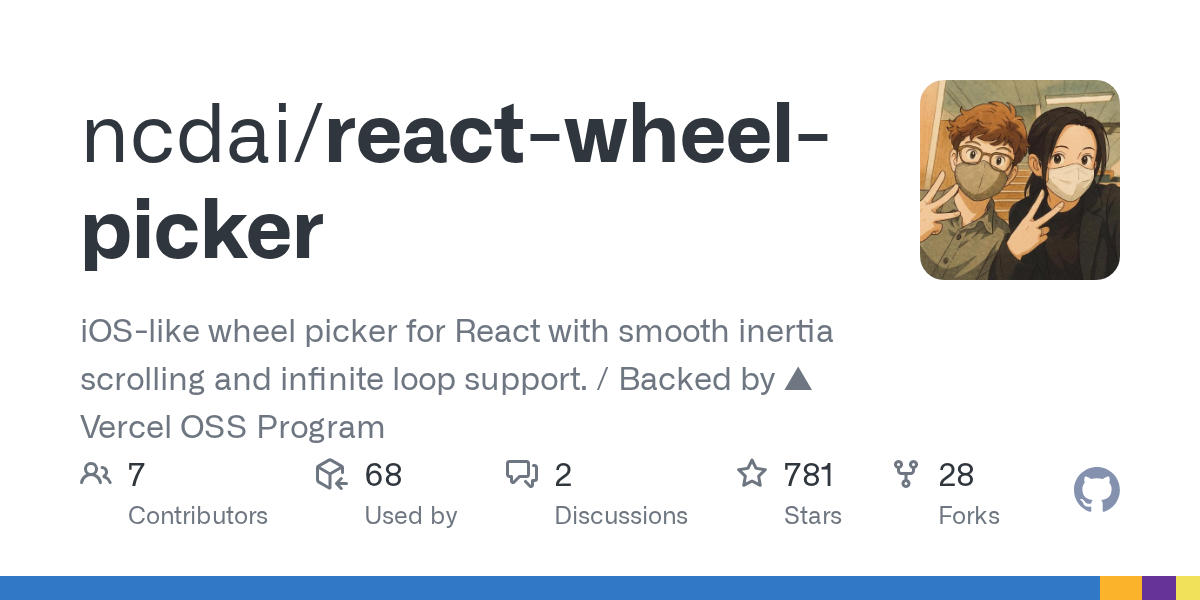 ncdai/react-wheel-
picker
iOS-like wheel picker for React with smooth inertia
scrolling and infinite loop support. / Backed by ▲
Vercel OSS Program
7 68 2 781 28
Contributors Used by Discussions Stars Forks